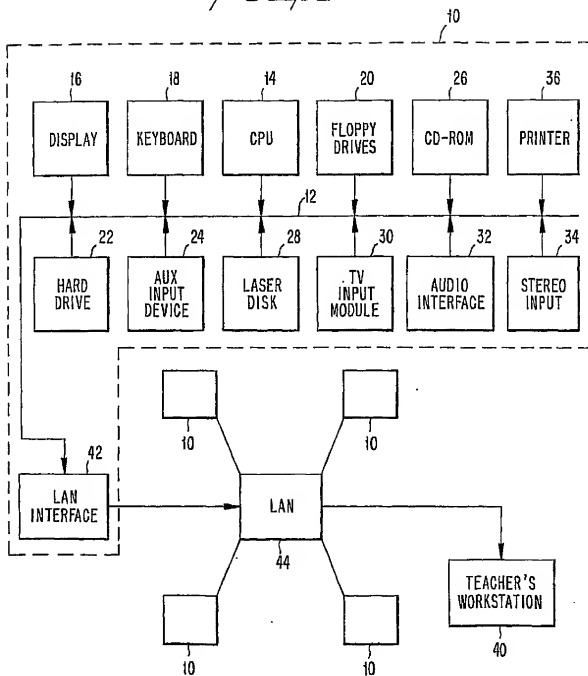 10
16 18 14 20 26 36
DISPLAY KEYBOARD CPU FLOPPY DRIVES CD-ROM PRINTER
12
22 24 28 30 32 34
HARD DRIVE AUX INPUT DEVICE LASER DISK TV INPUT MODULE AUDIO INTERFACE STEREO INPUT
10 10
42
LAN INTERFACE
LAN
44
TEACHER'S WORKSTATION
40
10 10